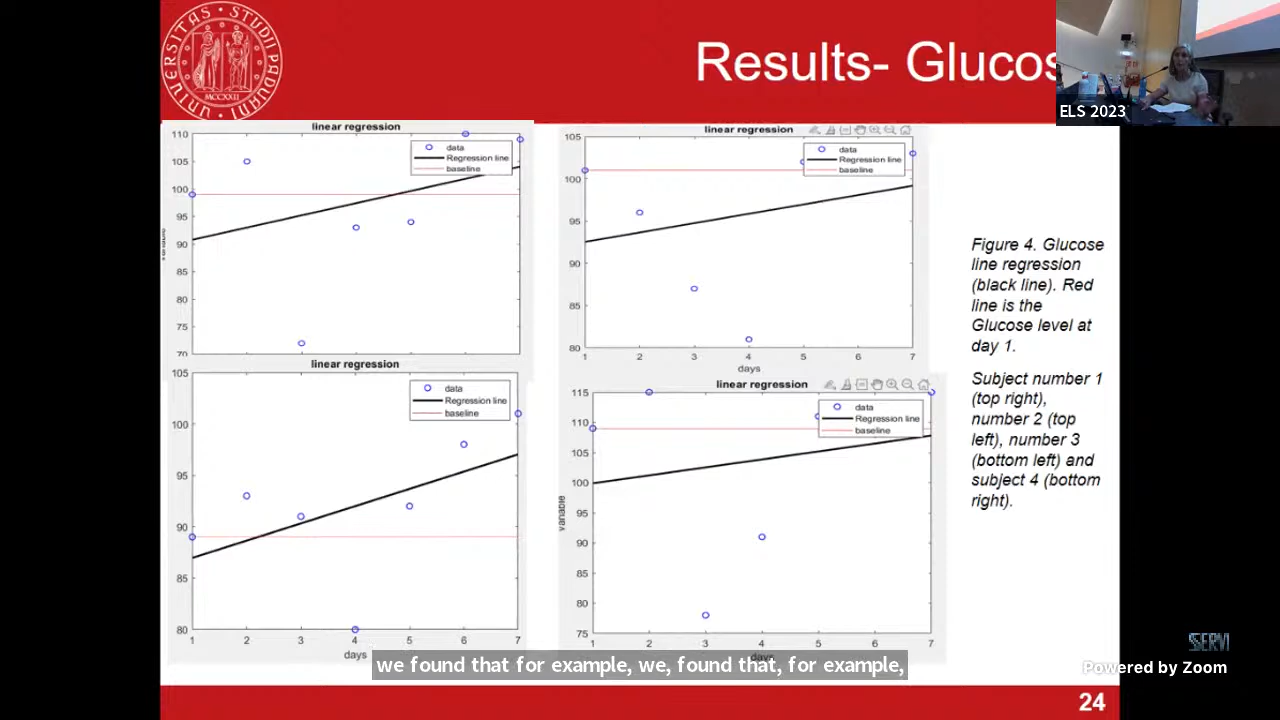 UNIVERSITAS STUDII PADUANI
MCCXXII
Results- Glucos
ELS 2023
linear regression
110
105
100
95
90
85
80
75
70
data
Regression line
baseline
linear regression
105
100
95
90
85
80
1 2 3 4 5 6 7
days
data
Regression line
baseline
linear regression
105
100
95
90
85
80
1 2 3 4 5 6 7
days
data
Regression line
baseline
linear regression
115
110
105
100
95
90
85
80
75
variable
1 2 3 4 5 6 7
days
data
Regression line
baseline
Figure 4. Glucose
line regression
(black line). Red
line is the
Glucose level at
day 1.
Subject number 1
(top right),
number 2 (top
left), number 3
(bottom left) and
subject 4 (bottom
right).
we found that for example, we, found that, for example,
SERVI
Powered by Zoom
24